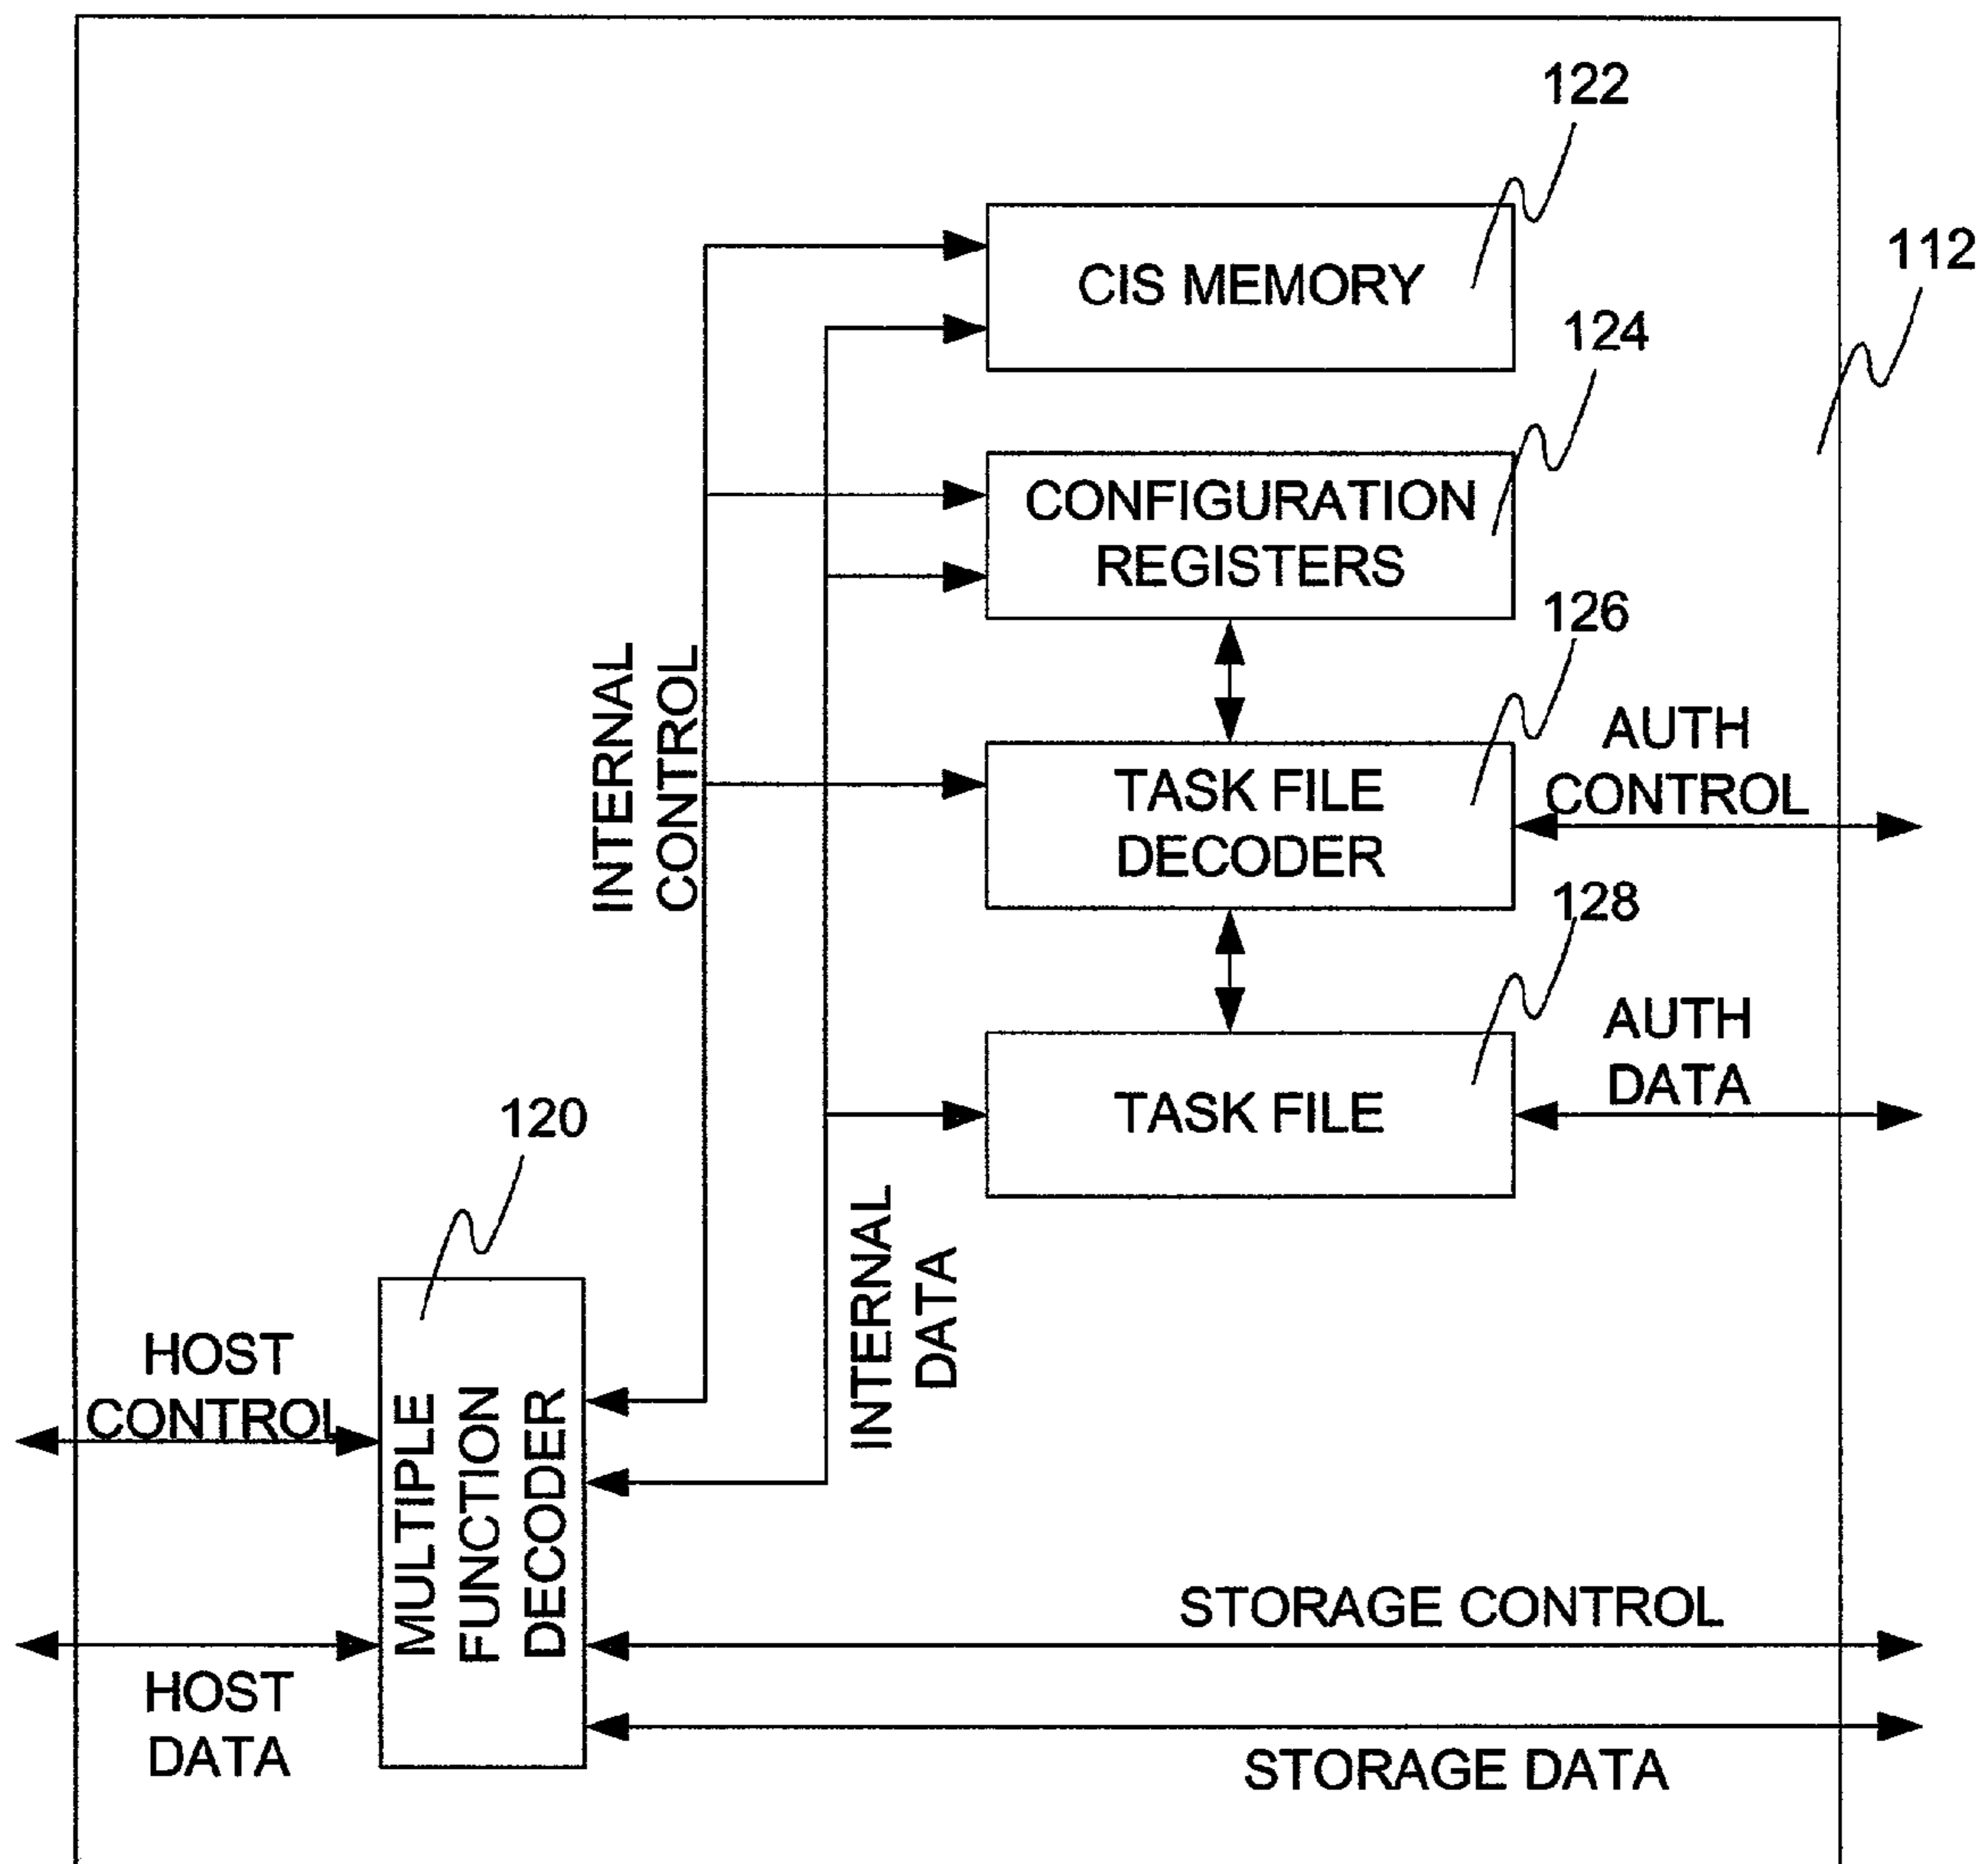 122
CIS MEMORY
112
124
CONFIGURATION
REGISTERS
126
INTERNAL
CONTROL
TASK FILE
DECODER
AUTH
CONTROL
128
TASK FILE
AUTH
DATA
120
INTERNAL
DATA
HOST
CONTROL
MULTIPLE
FUNCTION
DECODER
HOST
DATA
STORAGE CONTROL
STORAGE DATA